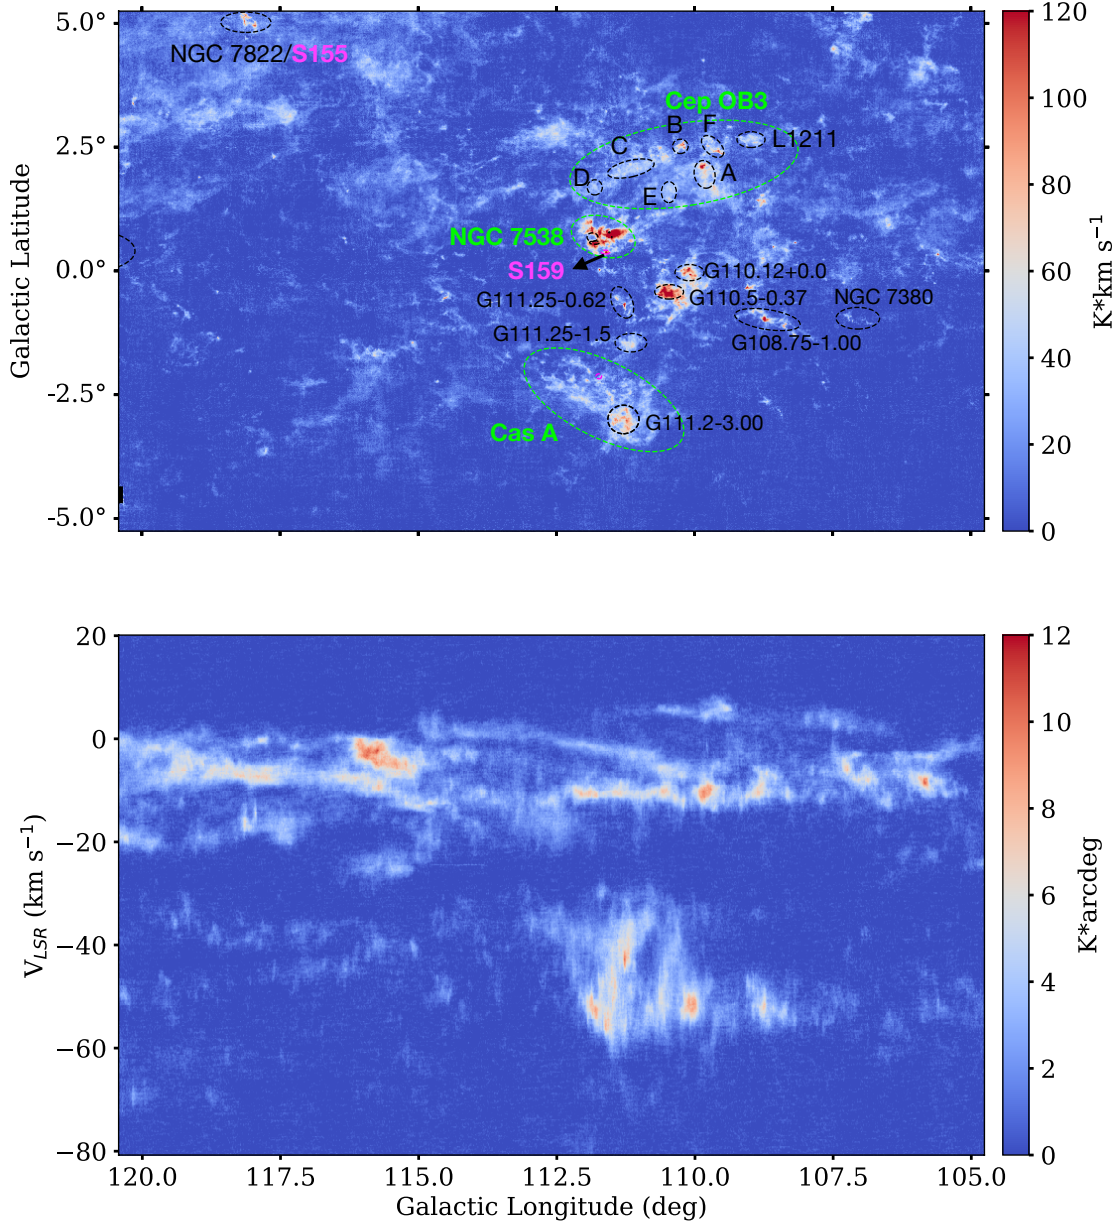 5.0°
2.5°
0.0°
-2.5°
-5.0°
Galactic Latitude
NGC 7822/S155
Cep OB3
B
F
C
L1211
D
A
E
NGC 7538
S159
G110.12+0.0
G111.25-0.62
G110.5-0.37
NGC 7380
G111.25-1.5
G108.75-1.00
Cas A
G111.2-3.00
120
100
80
60
40
20
0
K*km s⁻¹
20
0
−20
−40
−60
−80
V_LSR (km s⁻¹)
120.0
117.5
115.0
112.5
110.0
107.5
105.0
Galactic Longitude (deg)
12
10
8
6
4
2
0
K*arcdeg